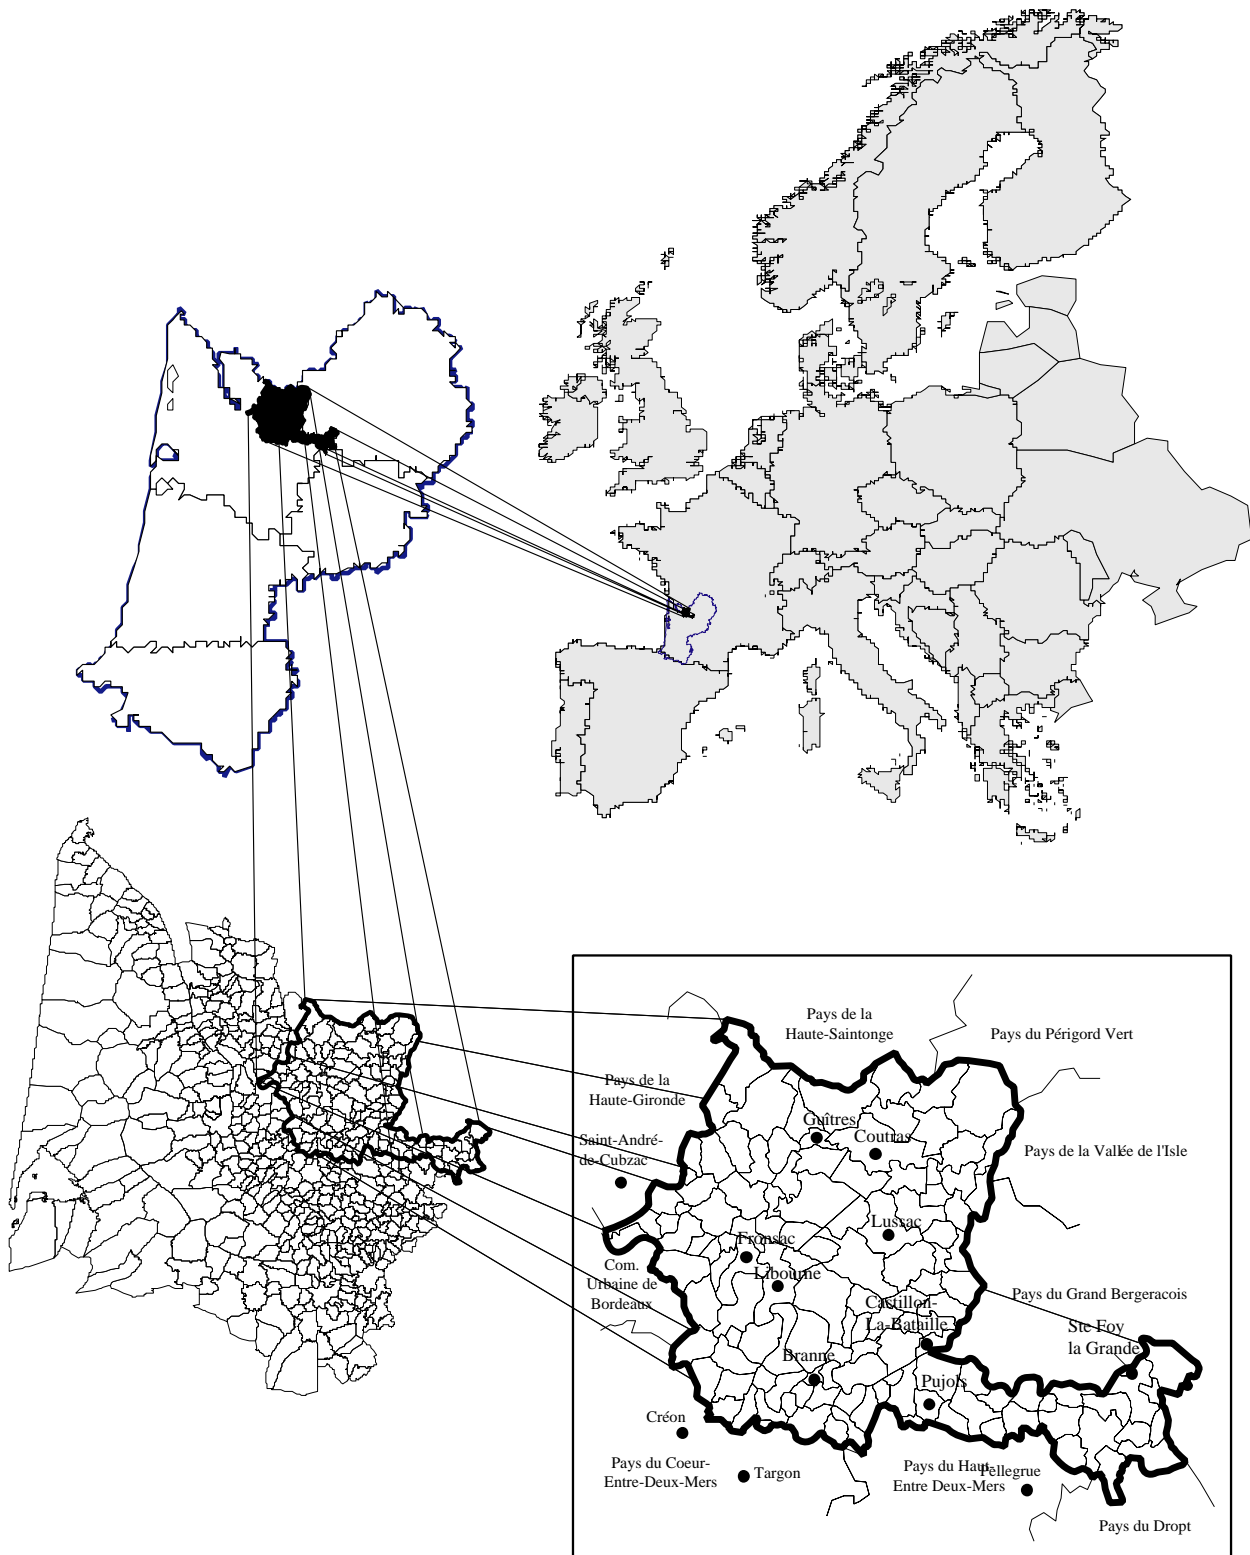 Pays de la
Haute-Saintonge
Pays du Périgord Vert
Pays de la
Haute-Gironde
Guîtres
Coutras
Saint-André-
de-Cubzac
Pays de la Vallée de l'Isle
Lussac
Fronsac
Libourne
Com.
Urbaine de
Bordeaux
Castillon-
La-Bataille
Pays du Grand Bergeracois
Ste Foy
la Grande
Branne
Pujols
Créon
Pays du Coeur-
Entre-Deux-Mers
Targon
Pays du Haut-
Entre Deux-Mers
Pellegrue
Pays du Dropt